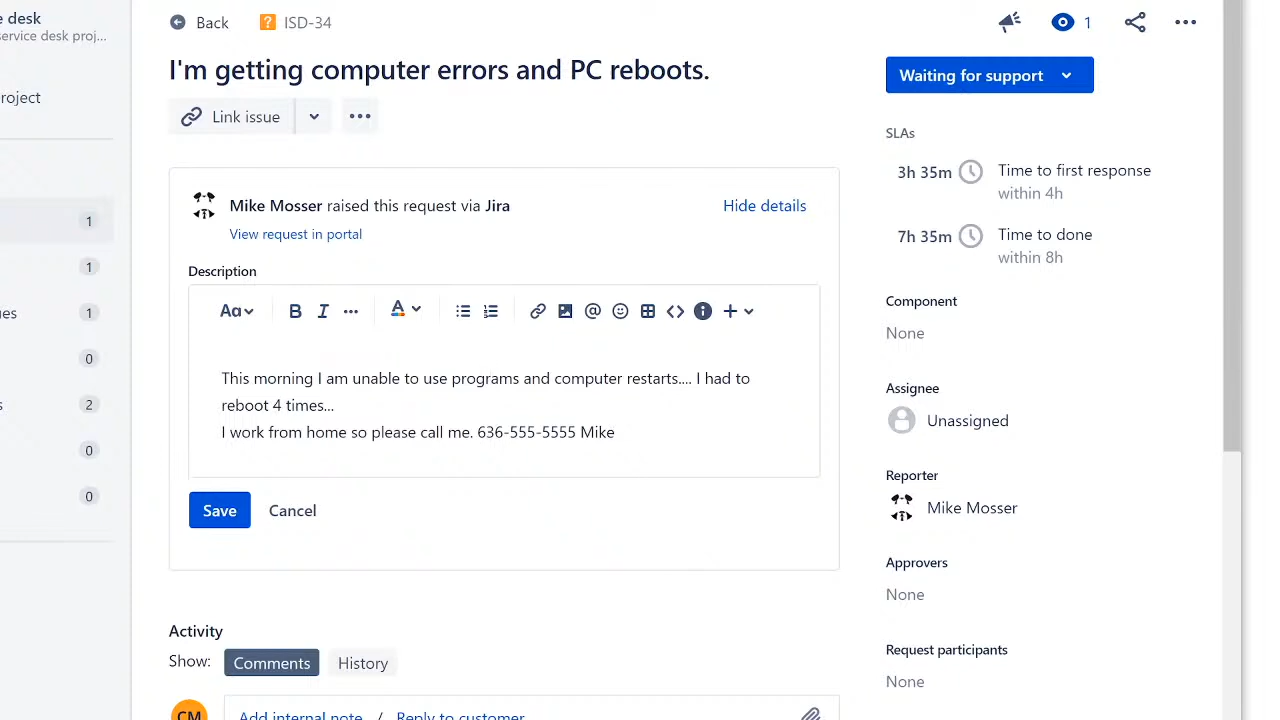 e desk
service desk proj...
roject
1
1
ues
1
0
s
2
0
0
Back
ISD-34
1
I'm getting computer errors and PC reboots.
Link issue
Mike Mosser raised this request via Jira
Hide details
View request in portal
Description
Aa
B I A
This morning I am unable to use programs and computer restarts.... I had to
reboot 4 times...
I work from home so please call me. 636-555-5555 Mike
Save
Cancel
Activity
Show:
Comments
History
CM
Add internal note / Reply to customer
Waiting for support
SLAs
3h 35m
Time to first response
within 4h
7h 35m
Time to done
within 8h
Component
None
Assignee
Unassigned
Reporter
Mike Mosser
Approvers
None
Request participants
None